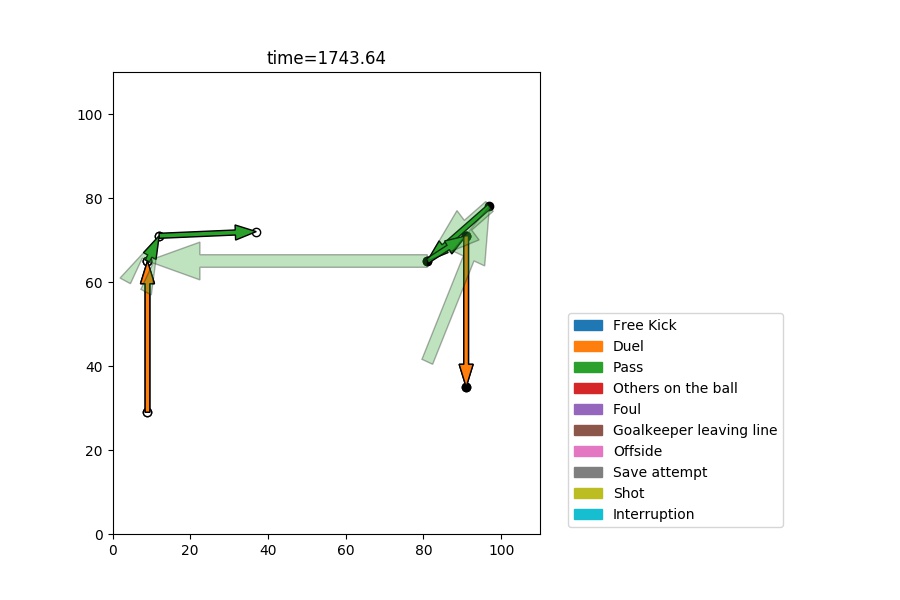 time=1743.64
100
80
60
40
20
0
0 20 40 60 80 100
Free Kick
Duel
Pass
Others on the ball
Foul
Goalkeeper leaving line
Offside
Save attempt
Shot
Interruption